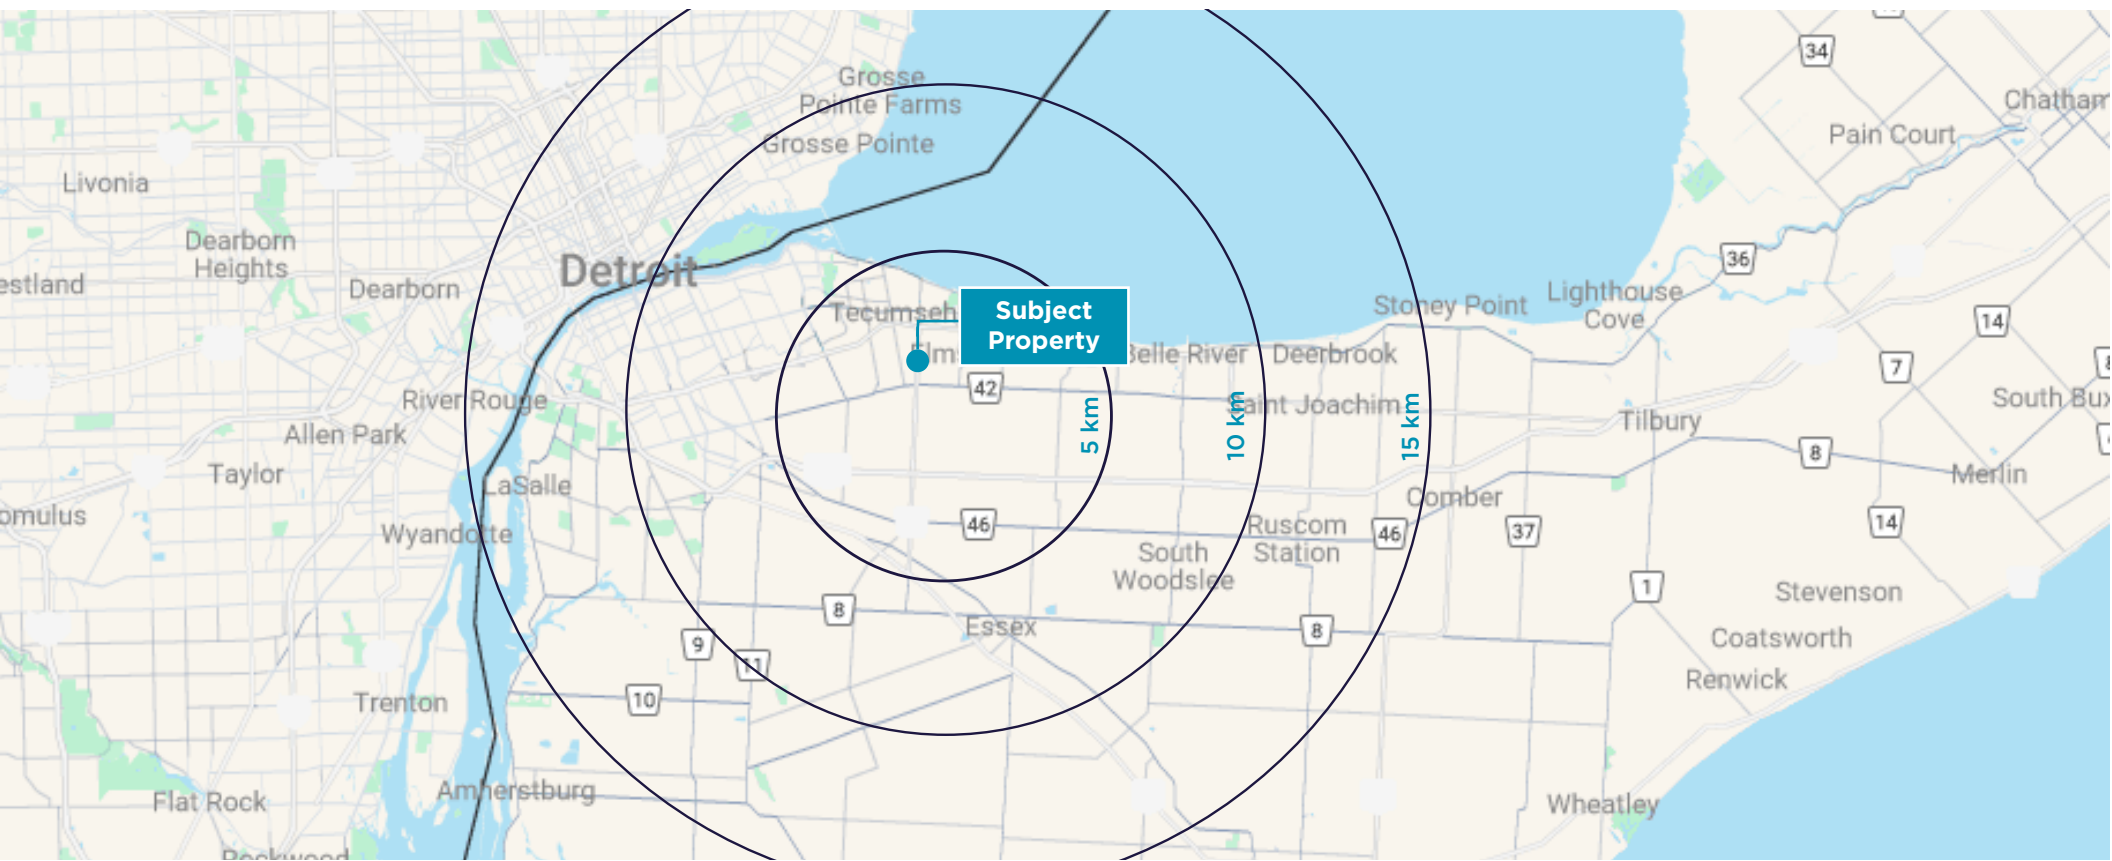 34
Chatham
Grosse
Pointe Farms
Pain Court
Grosse Pointe
Livonia
Dearborn
Heights
Detroit
36
estland
Dearborn
Lighthouse
Cove
Stoney Point
Tecumseh
Subject
Property
14
Elms
Belle River
Deerbrook
7
42
River Rouge
South Bux
Saint Joachim
5 km
10 km
15 km
Tilbury
Allen Park
8
Taylor
Merlin
LaSalle
Comber
omulus
46
Ruscom
Station
46
37
14
Wyandotte
South
Woodslee
1
Stevenson
8
Essex
8
9
Coatsworth
11
Renwick
10
Trenton
Amherstburg
Flat Rock
Wheatley
Rockwood